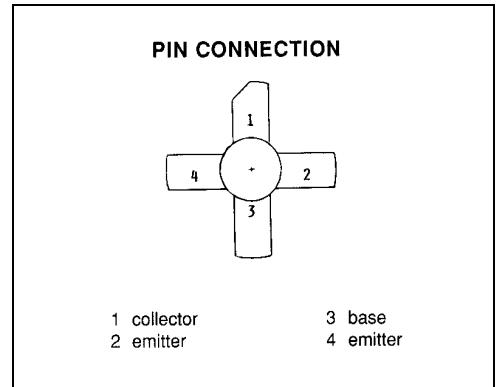 PIN CONNECTION
1
4
2
3
1 collector
3 base
2 emitter
4 emitter